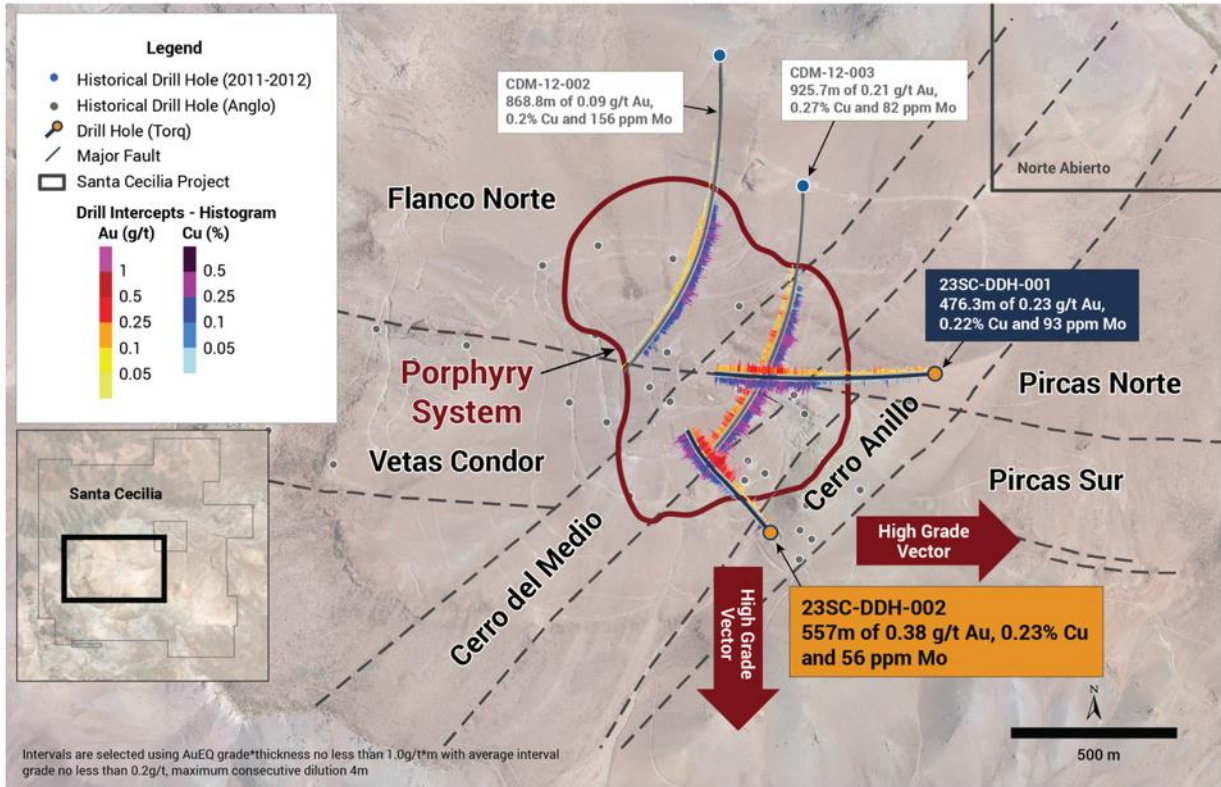 Legend
Historical Drill Hole (2011-2012)
Historical Drill Hole (Anglo)
Drill Hole (Torq)
Major Fault
Santa Cecilia Project
Drill Intercepts - Histogram
Au (g/t)
Cu (%)
1
0.5
0.25
0.1
0.05
0.5
0.25
0.1
0.05
CDM-12-002
868.8m of 0.09 g/t Au,
0.2% Cu and 156 ppm Mo
CDM-12-003
925.7m of 0.21 g/t Au,
0.27% Cu and 82 ppm Mo
Norte Abierto
Flanco Norte
23SC-DDH-001
476.3m of 0.23 g/t Au,
0.22% Cu and 93 ppm Mo
Porphyry
System
Pircas Norte
Vetas Condor
Cerro Anillo
Pircas Sur
Santa Cecilia
Cerro del Medio
High Grade
Vector
High Grade
Vector
23SC-DDH-002
557m of 0.38 g/t Au, 0.23% Cu
and 56 ppm Mo
N
500 m
Intervals are selected using AuEQ grade*thickness no less than 1.0g/t*m with average interval
grade no less than 0.2g/t, maximum consecutive dilution 4m